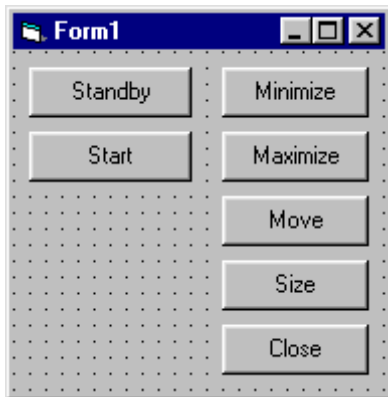 Form1
Standby
Minimize
Start
Maximize
Move
Size
Close